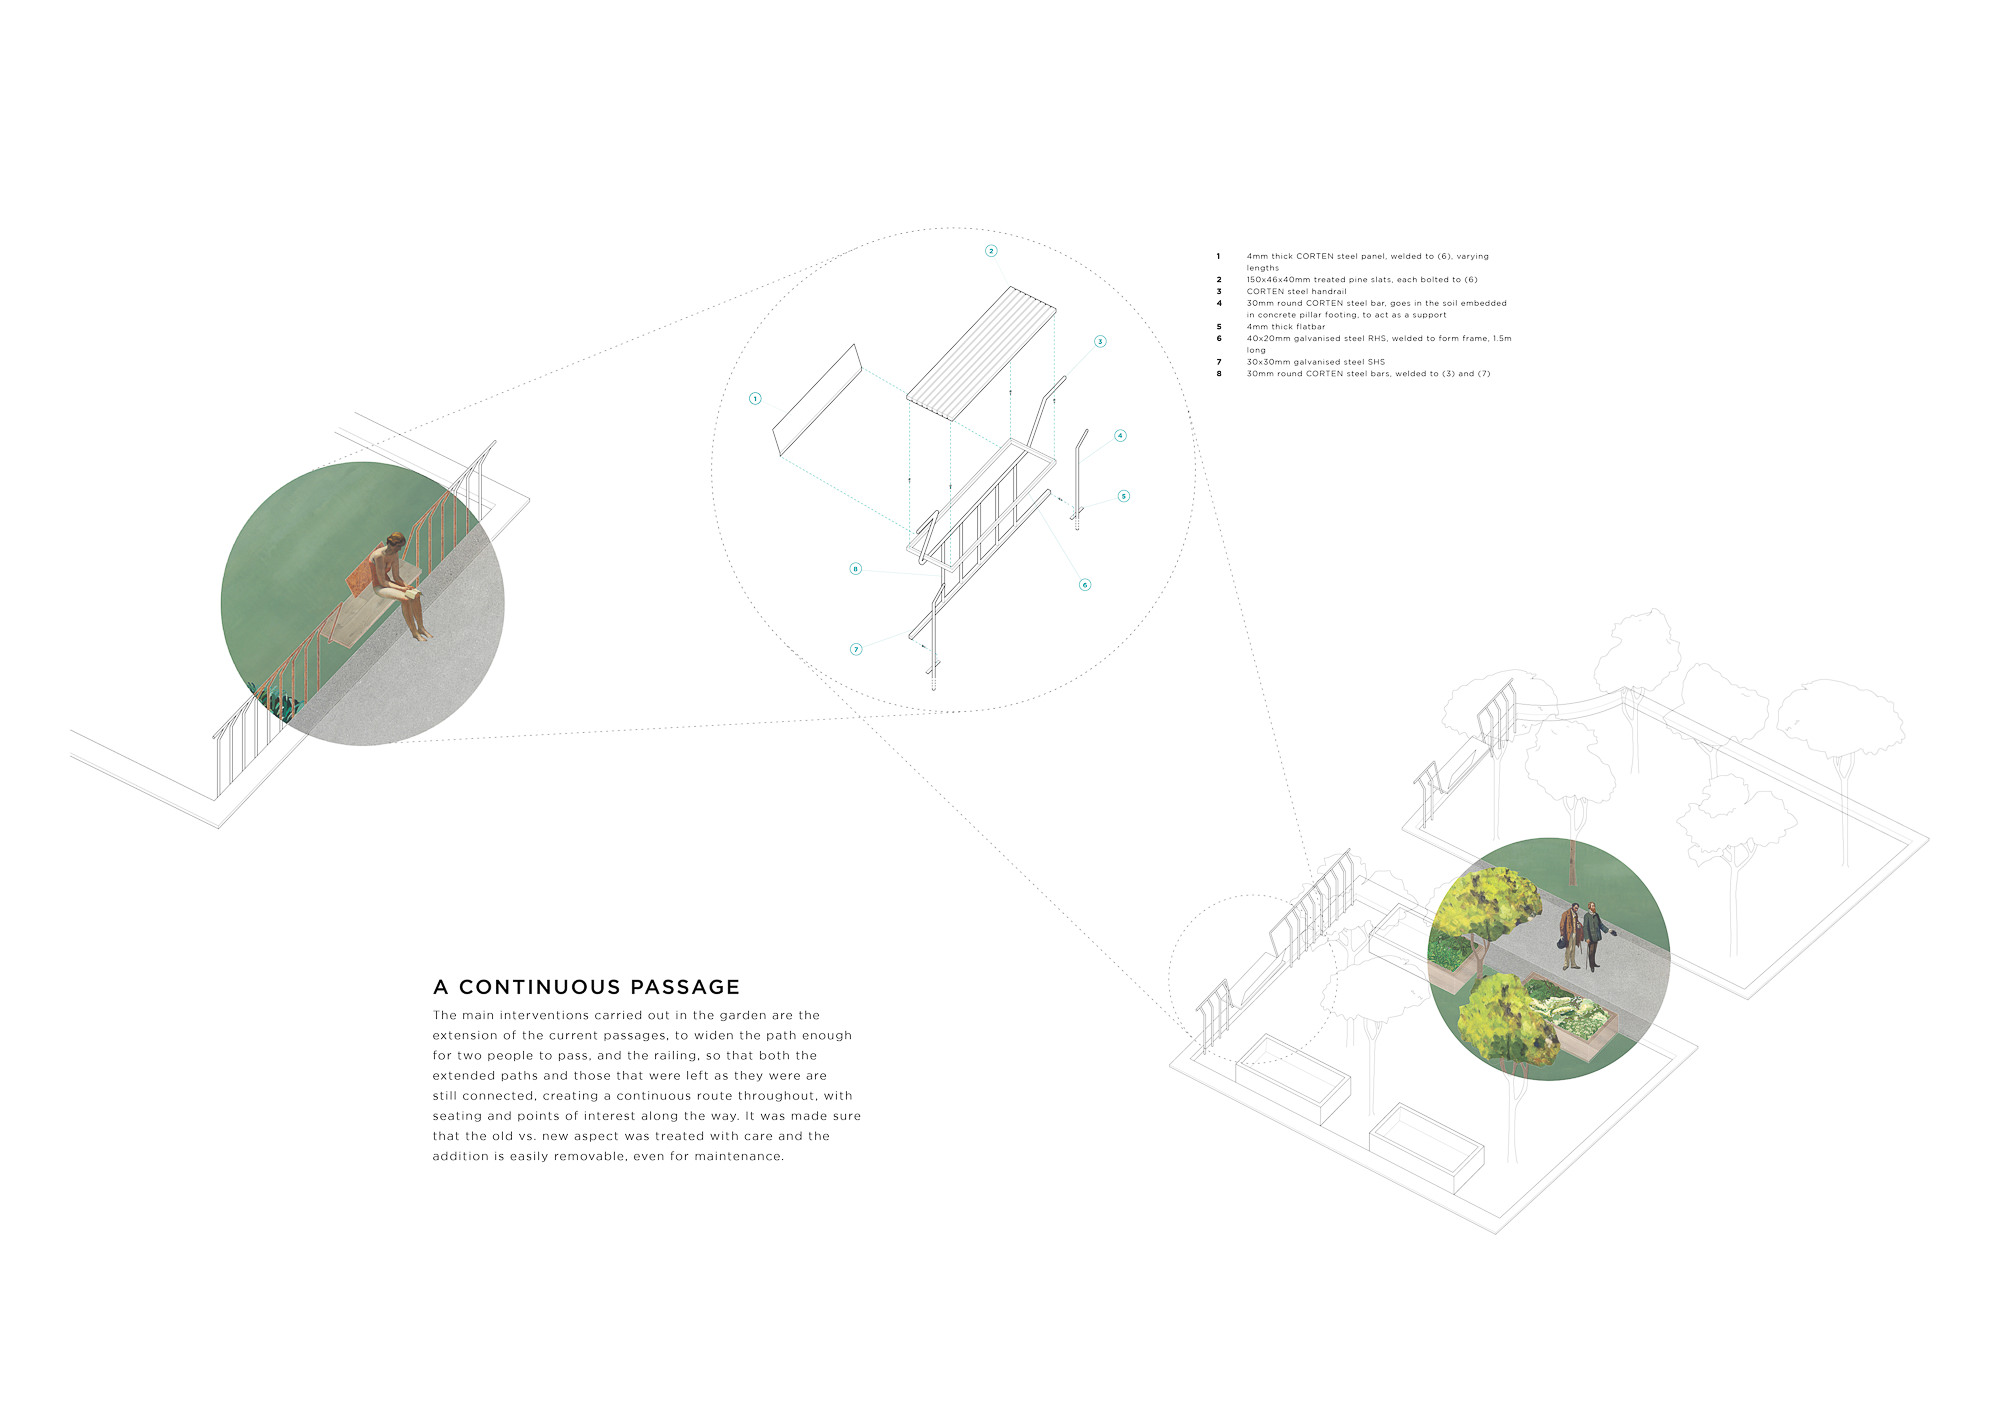 2
3
1
4
5
8
6
7
1 4mm thick CORTEN steel panel, welded to (6), varying
lengths
2 150x46x40mm treated pine slats, each bolted to (6)
3 CORTEN steel handrail
4 30mm round CORTEN steel bar, goes in the soil embedded
in concrete pillar footing, to act as a support
5 4mm thick flatbar
6 40x20mm galvanised steel RHS, welded to form frame, 1.5m
long
7 30x30mm galvanised steel SHS
8 30mm round CORTEN steel bars, welded to (3) and (7)
A CONTINUOUS PASSAGE
The main interventions carried out in the garden are the
extension of the current passages, to widen the path enough
for two people to pass, and the railing, so that both the
extended paths and those that were left as they were are
still connected, creating a continuous route throughout, with
seating and points of interest along the way. It was made sure
that the old vs. new aspect was treated with care and the
addition is easily removable, even for maintenance.